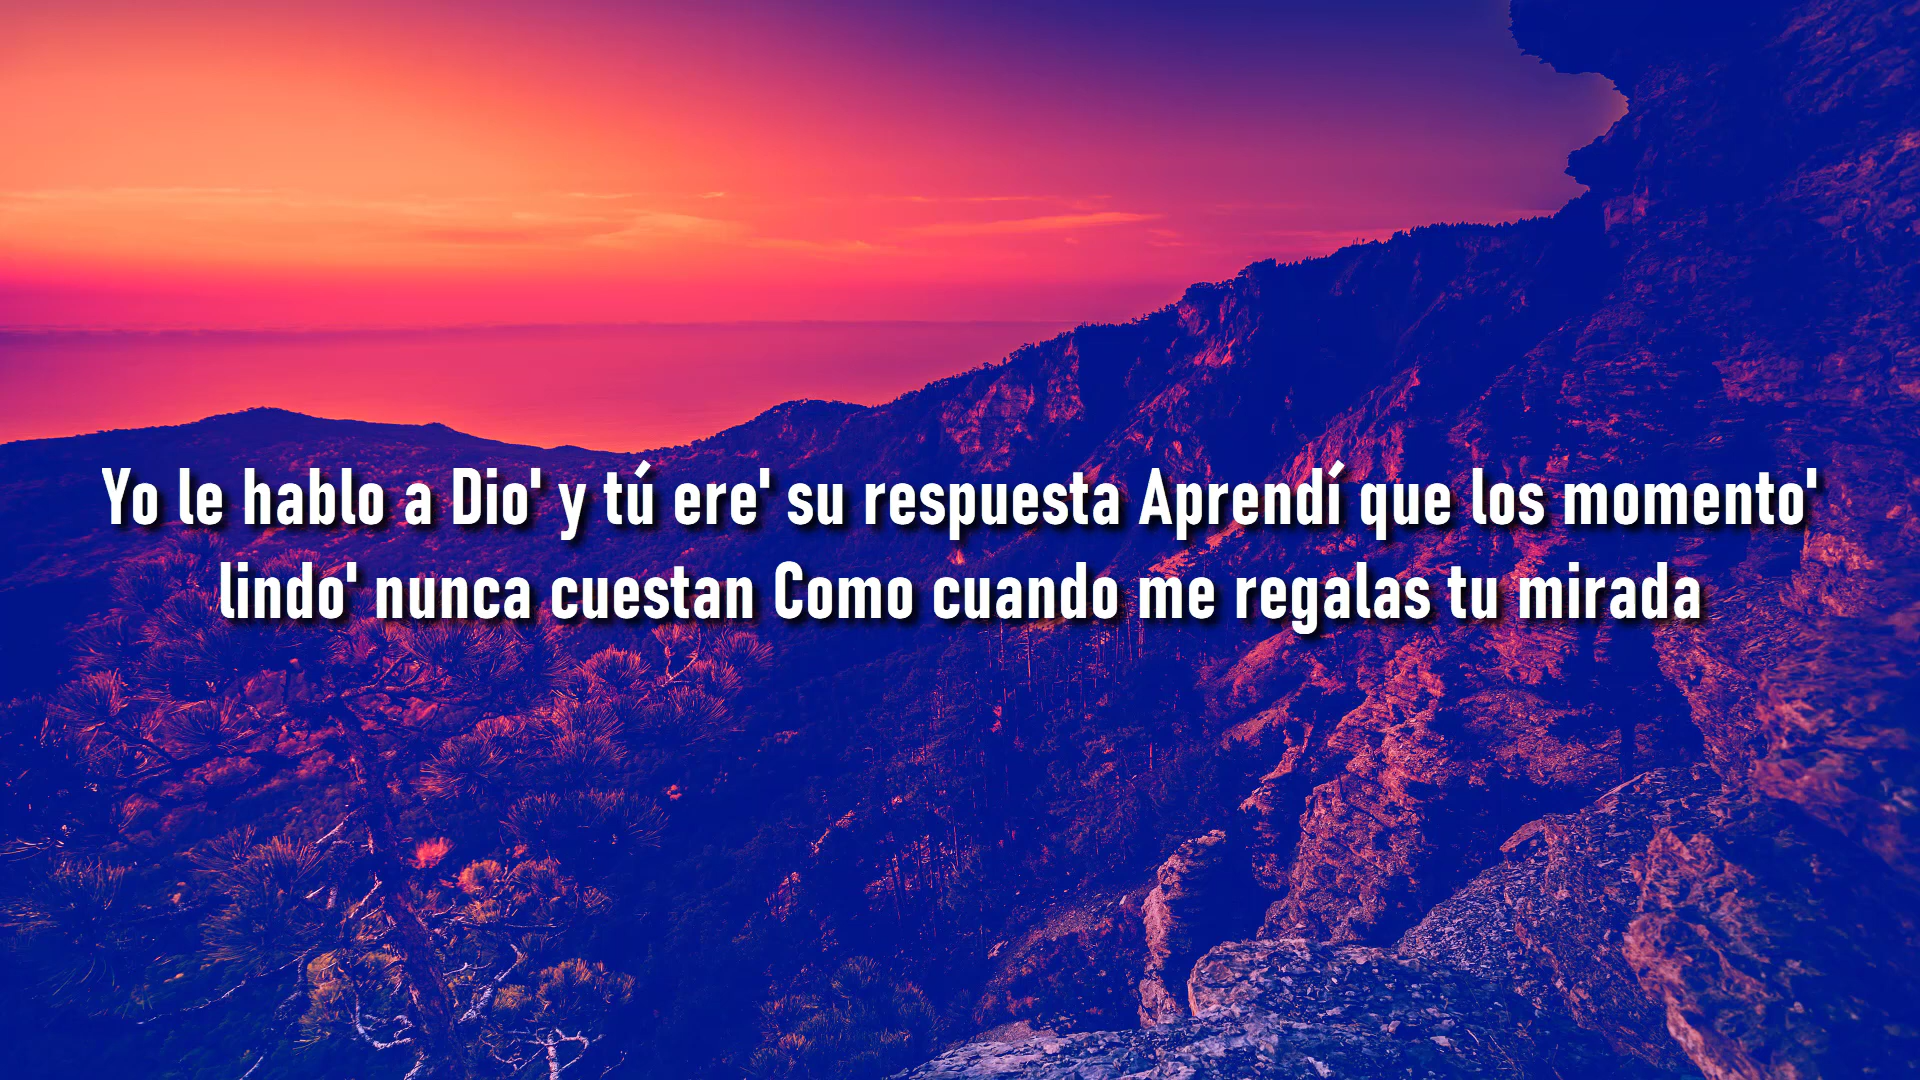 Yo le hablo a Dio' y tú ere' su respuesta Aprendí que los momento'
lindo' nunca cuestan Como cuando me regalas tu mirada